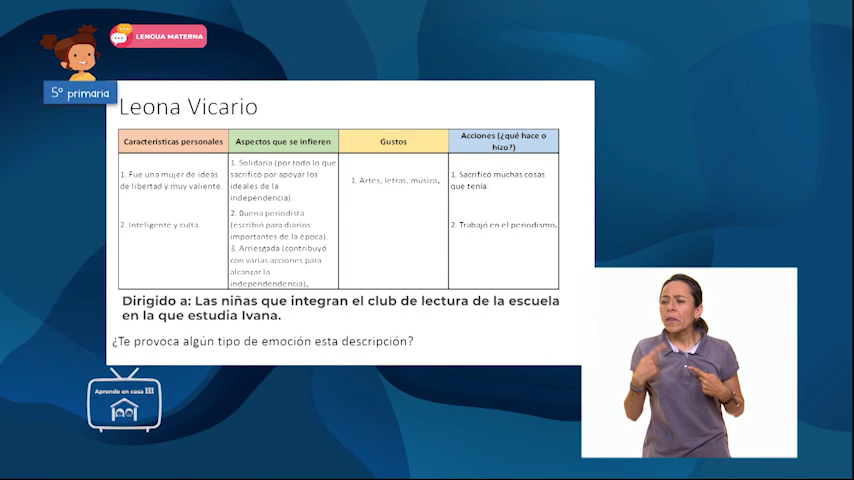 LENGUA MATERNA
5° primaria
Leona Vicario
Características personales
Aspectos que se infieren
Gustos
Acciones (¿qué hace o
hizo?)
1. Fue una mujer de ideas
de libertad y muy valiente.
2. Inteligente y culta.
1. Solidaria (por todo lo que
sacrificó por apoyar los
ideales de la
independencia).
2. Buena periodista
(escribió para diarios
importantes de la época).
3. Arriesgada (contribuyó
con varias acciones para
alcanzar la
independendencia).
1. Artes, letras, música.
1. Sacrificó muchas cosas
que tenía.
2. Trabajó en el periodismo.
Dirigido a: Las niñas que integran el club de lectura de la escuela
en la que estudia Ivana.
¿Te provoca algún tipo de emoción esta descripción?
Aprende en casa III